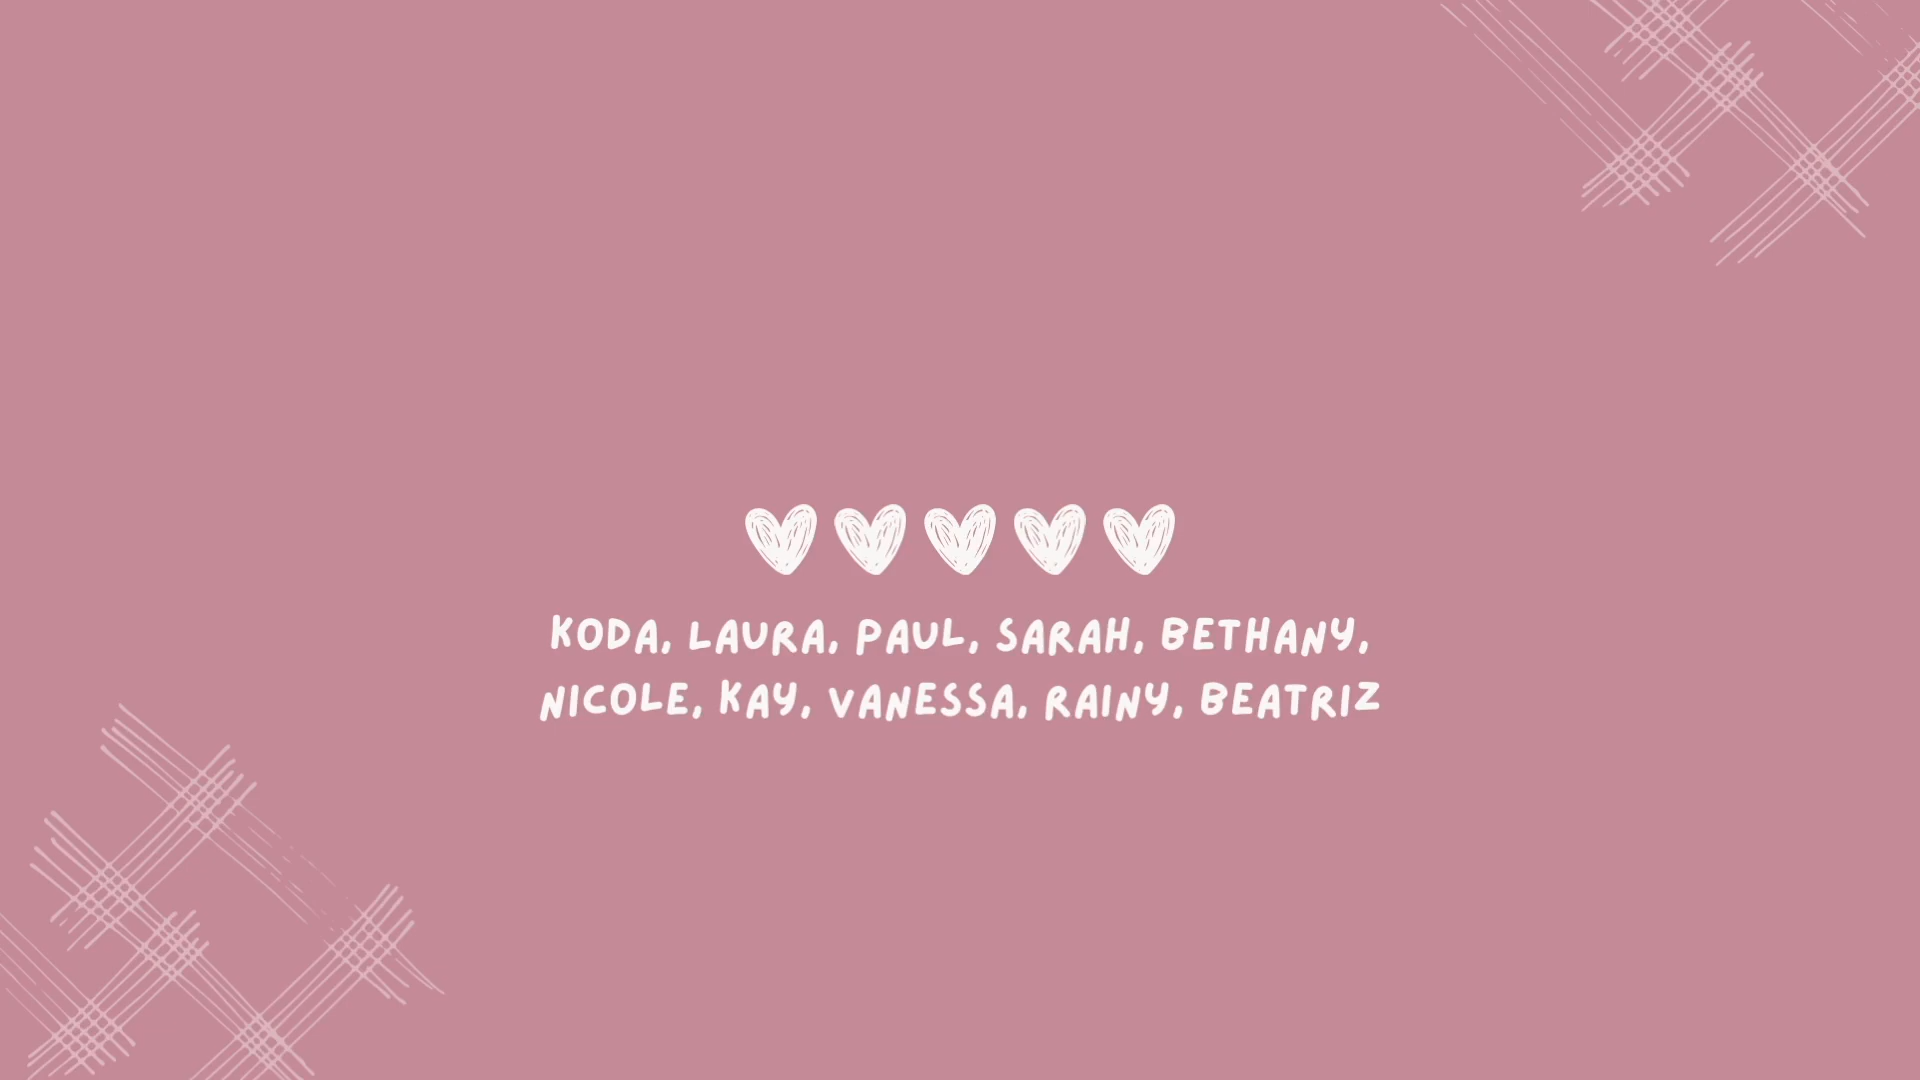 KODA, LAURA, PAUL, SARAH, BETHANY,
NICOLE, KAY, VANESSA, RAINY, BEATRIZ